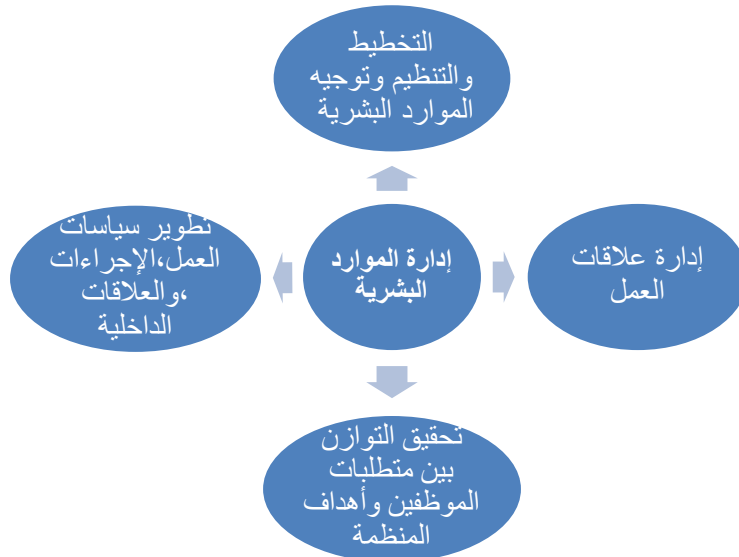 التخطيط
والتنظيم وتوجيه
الموارد البشرية
إدارة علاقات
العمل
إدارة الموارد
البشرية
تطوير سياسات
العمل،الإجراءات
،والعلاقات
الداخلية
تحقيق التوازن
بين متطلبات
الموظفين وأهداف
المنظمة